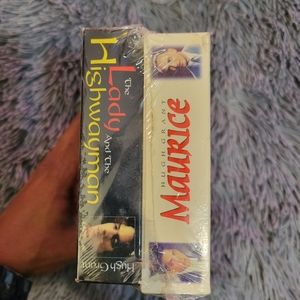 The
Lady
And The
Highwayman
Hugh Grant
HUGH GRANT
MAURICE